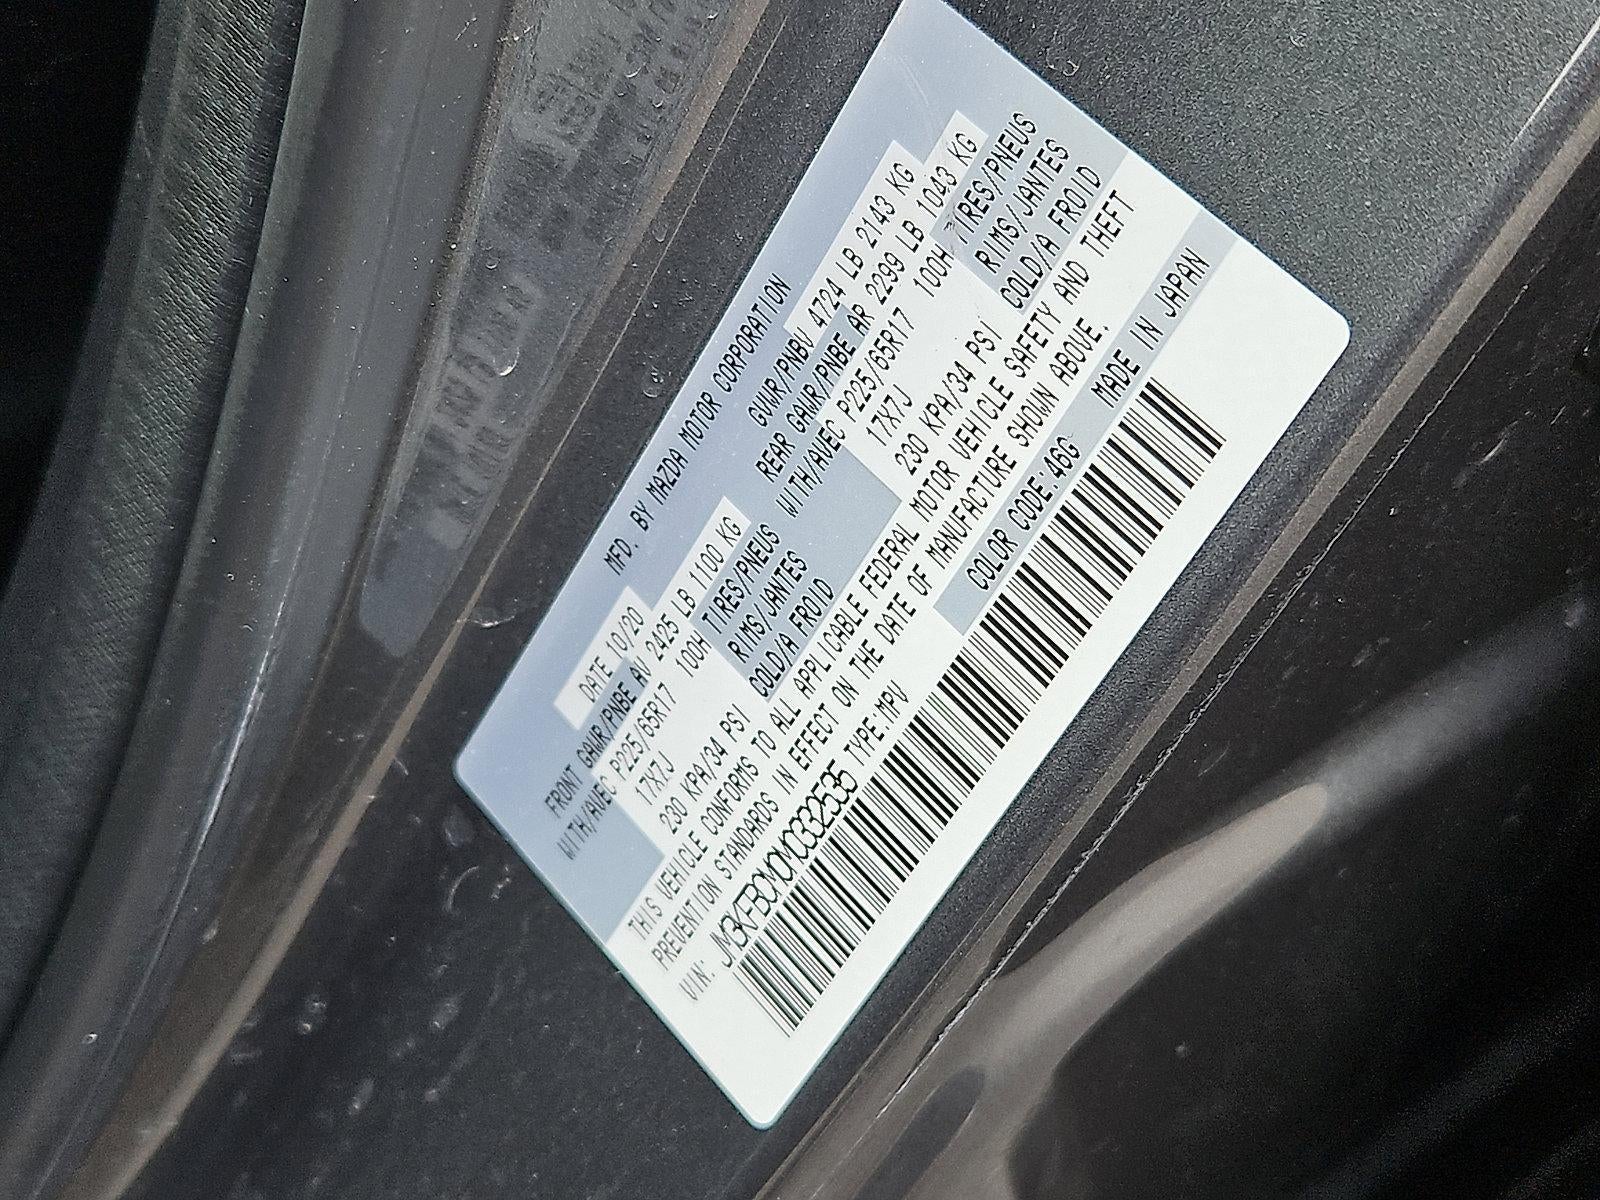 MFD. BY MAZDA MOTOR CORPORATION
DATE 10/20 GVWR/PNBV 4724 LB 2143 KG
FRONT GAWR/PNBE AV 2425 LB 1100 KG REAR GAWR/PNBE AR 2299 LB 1043 KG
WITH/AVEC P225/65R17 100H TIRES/PNEUS WITH/AVEC P225/65R17 100H TIRES/PNEUS
17X7J RIMS/JANTES 17X7J RIMS/JANTES
230 KPA/34 PSI COLD/A FROID 230 KPA/34 PSI COLD/A FROID
THIS VEHICLE CONFORMS TO ALL APPLICABLE FEDERAL MOTOR VEHICLE SAFETY AND THEFT
PREVENTION STANDARDS IN EFFECT ON THE DATE OF MANUFACTURE SHOWN ABOVE.
VIN: TYPE:MPV COLOR CODE:46G MADE IN JAPAN